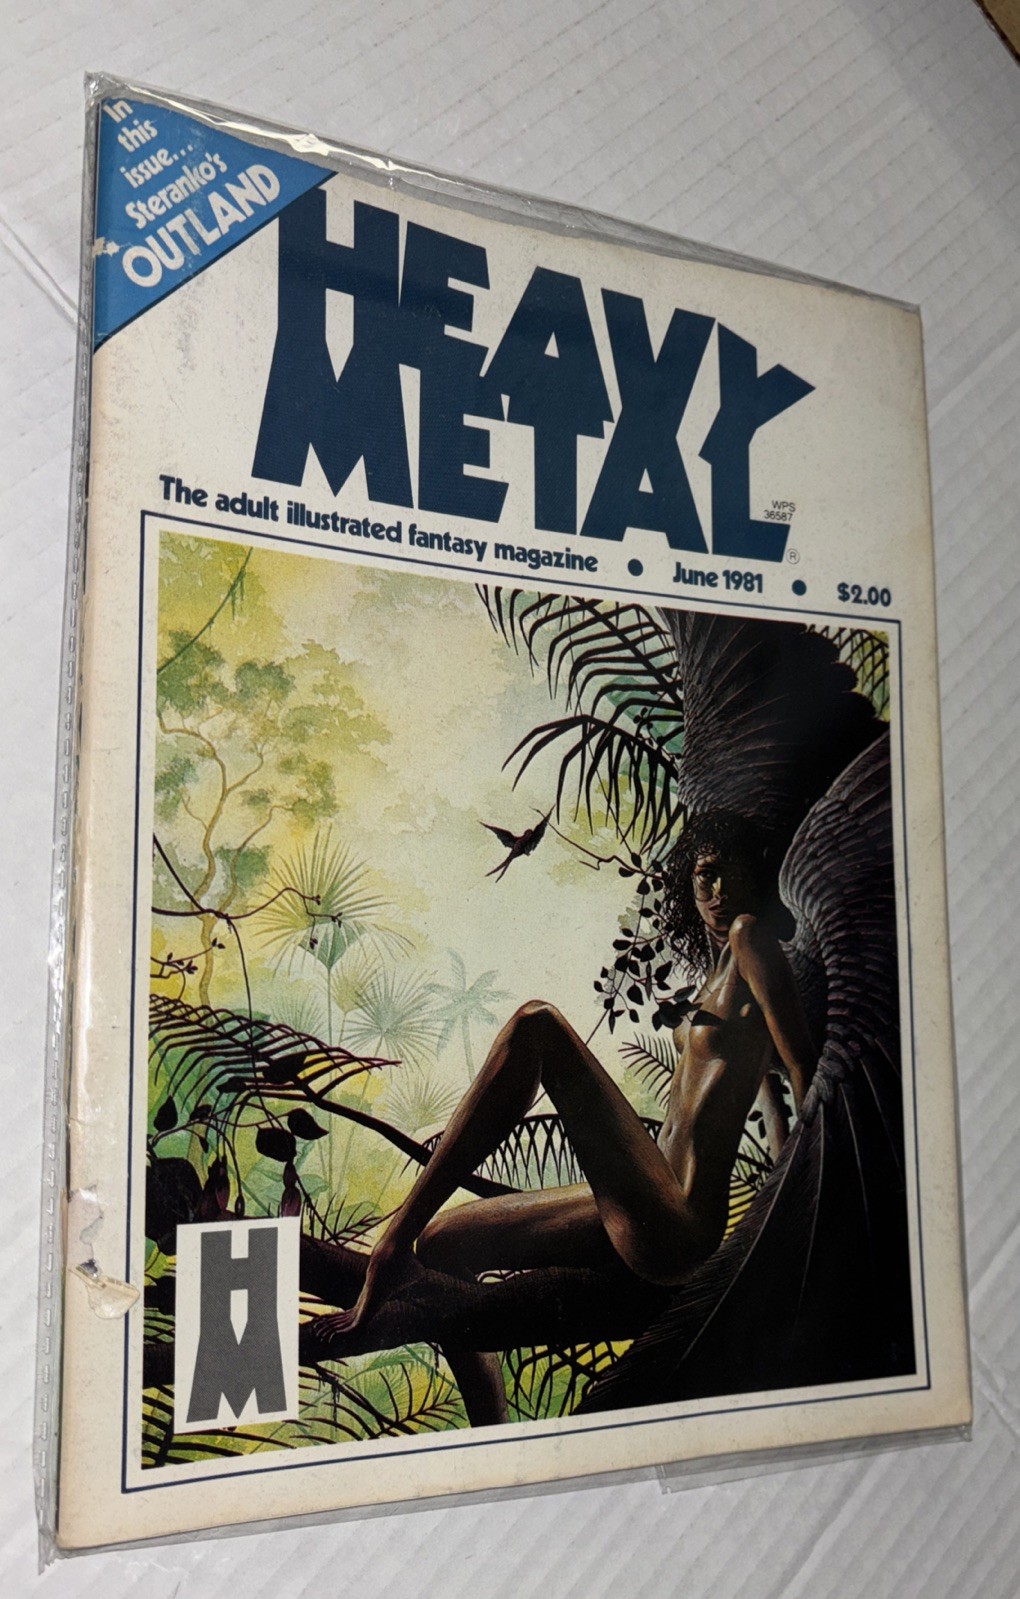 In
this
issue...
Steranko's
OUTLAND
HEAVY
METAL
WPS
36587
®
The adult illustrated fantasy magazine • June 1981 • $2.00
HM